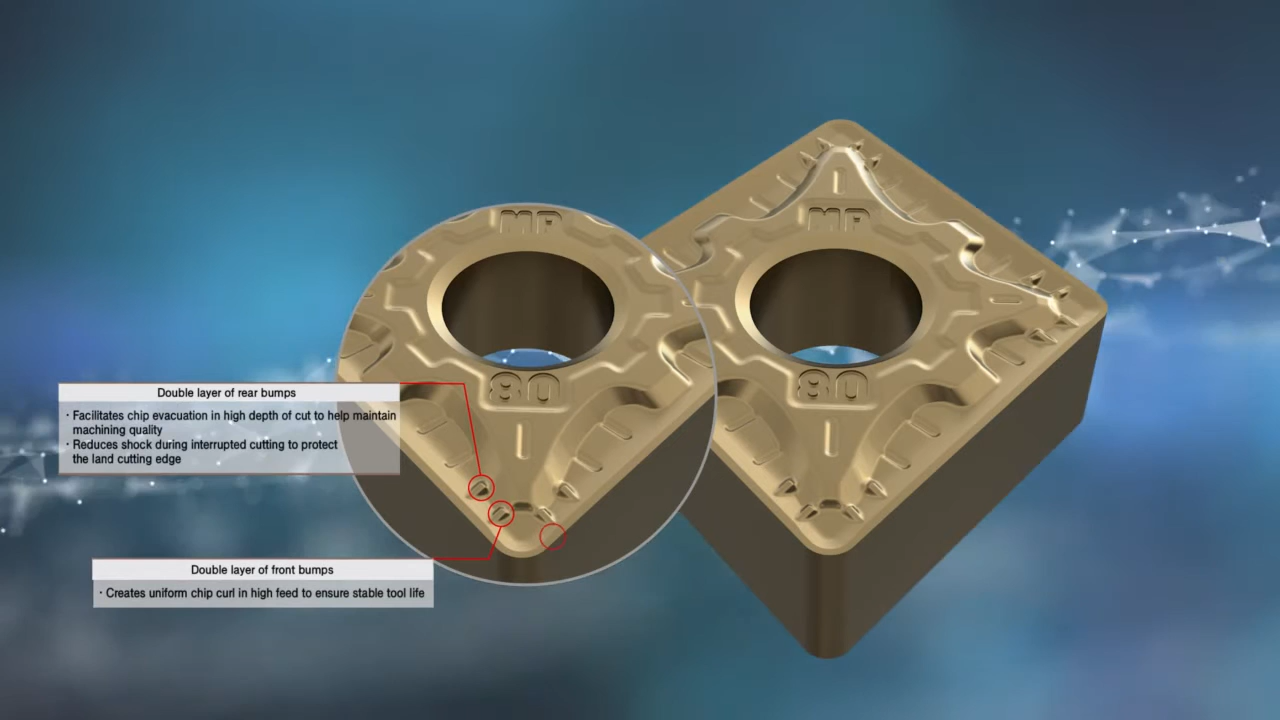 MP
MP
80
80
Double layer of rear bumps
· Facilitates chip evacuation in high depth of cut to help maintain
machining quality
· Reduces shock during interrupted cutting to protect
the land cutting edge
Double layer of front bumps
· Creates uniform chip curl in high feed to ensure stable tool life